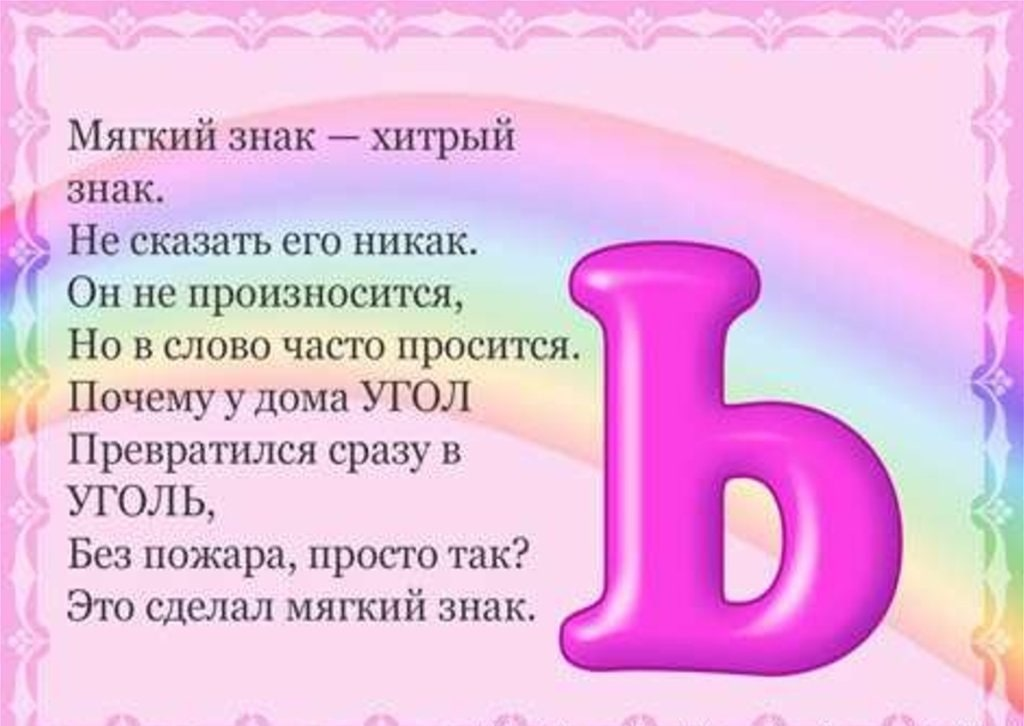 Мягкий знак — хитрый
знак.
Не сказать его никак.
Он не произносится,
Но в слово часто просится.
Почему у дома УГОЛ
Превратился сразу в
УГОЛЬ,
Без пожара, просто так?
Это сделал мягкий знак.
Ь